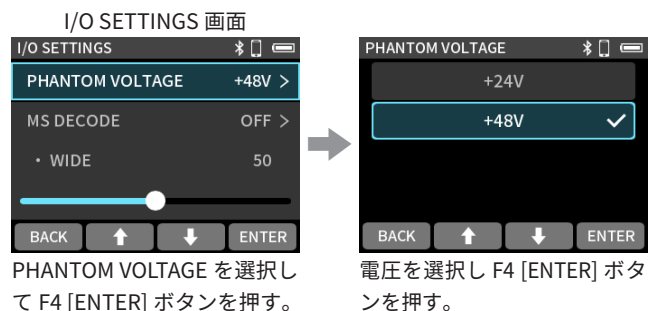 I/O SETTINGS 画面
I/O SETTINGS
PHANTOM VOLTAGE +48V >
MS DECODE OFF >
・WIDE 50
BACK ENTER
PHANTOM VOLTAGE を選択し
て F4 [ENTER] ボタンを押す。
PHANTOM VOLTAGE
+24V
+48V
BACK ENTER
電圧を選択し F4 [ENTER] ボタ
ンを押す。